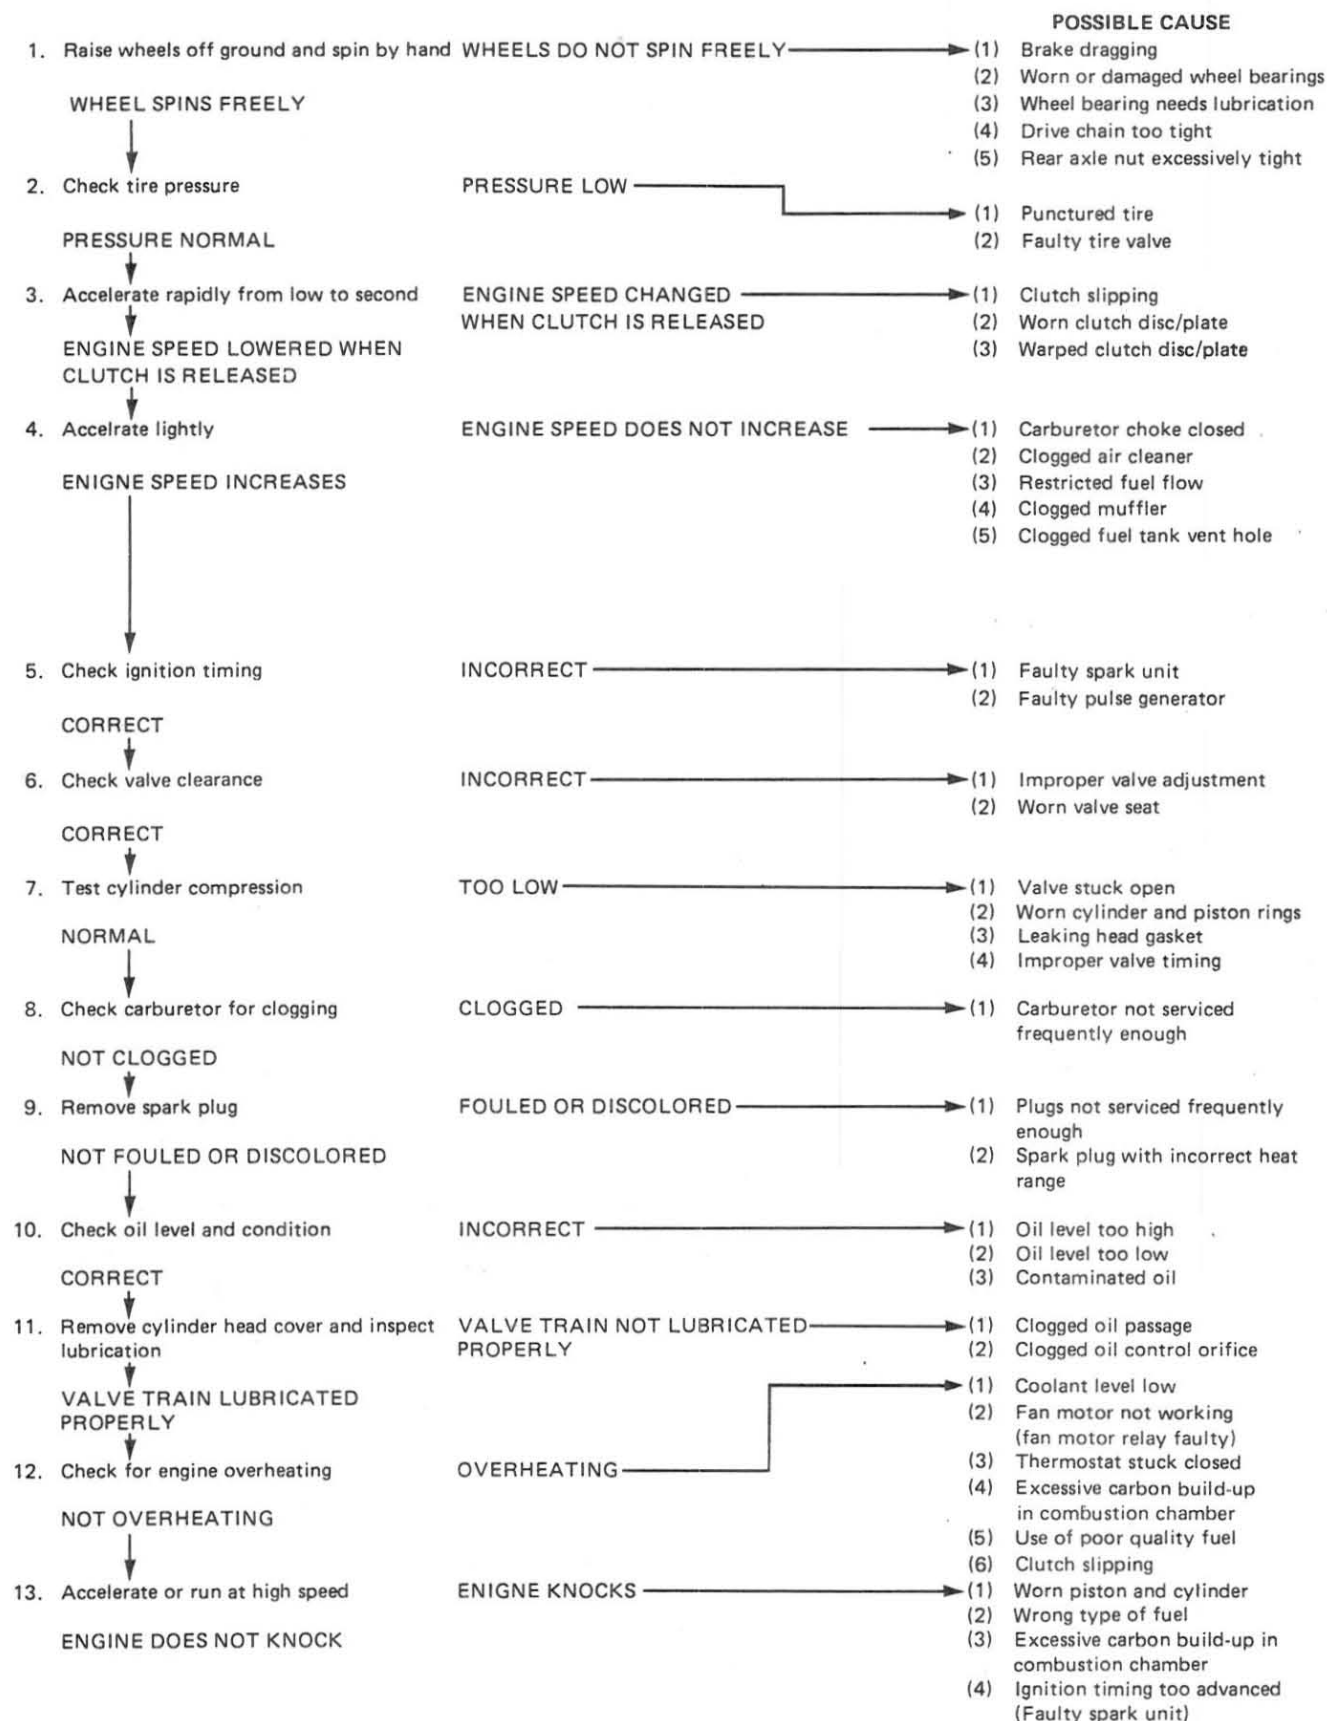 POSSIBLE CAUSE
1. Raise wheels off ground and spin by hand WHEELS DO NOT SPIN FREELY (1) Brake dragging
(2) Worn or damaged wheel bearings
WHEEL SPINS FREELY (3) Wheel bearing needs lubrication
(4) Drive chain too tight
(5) Rear axle nut excessively tight
2. Check tire pressure PRESSURE LOW
(1) Punctured tire
PRESSURE NORMAL (2) Faulty tire valve
3. Accelerate rapidly from low to second ENGINE SPEED CHANGED (1) Clutch slipping
WHEN CLUTCH IS RELEASED (2) Worn clutch disc/plate
ENGINE SPEED LOWERED WHEN (3) Warped clutch disc/plate
CLUTCH IS RELEASED
4. Accelrate lightly ENGINE SPEED DOES NOT INCREASE (1) Carburetor choke closed
(2) Clogged air cleaner
ENIGNE SPEED INCREASES (3) Restricted fuel flow
(4) Clogged muffler
(5) Clogged fuel tank vent hole
5. Check ignition timing INCORRECT (1) Faulty spark unit
(2) Faulty pulse generator
CORRECT
6. Check valve clearance INCORRECT (1) Improper valve adjustment
(2) Worn valve seat
CORRECT
7. Test cylinder compression TOO LOW (1) Valve stuck open
(2) Worn cylinder and piston rings
NORMAL (3) Leaking head gasket
(4) Improper valve timing
8. Check carburetor for clogging CLOGGED (1) Carburetor not serviced
frequently enough
NOT CLOGGED
9. Remove spark plug FOULED OR DISCOLORED (1) Plugs not serviced frequently
enough
NOT FOULED OR DISCOLORED (2) Spark plug with incorrect heat
range
10. Check oil level and condition INCORRECT (1) Oil level too high
(2) Oil level too low
CORRECT (3) Contaminated oil
11. Remove cylinder head cover and inspect VALVE TRAIN NOT LUBRICATED (1) Clogged oil passage
lubrication PROPERLY (2) Clogged oil control orifice
(1) Coolant level low
VALVE TRAIN LUBRICATED (2) Fan motor not working
PROPERLY (fan motor relay faulty)
12. Check for engine overheating OVERHEATING (3) Thermostat stuck closed
(4) Excessive carbon build-up
NOT OVERHEATING in combustion chamber
(5) Use of poor quality fuel
(6) Clutch slipping
13. Accelerate or run at high speed ENIGNE KNOCKS (1) Worn piston and cylinder
(2) Wrong type of fuel
ENGINE DOES NOT KNOCK (3) Excessive carbon build-up in
combustion chamber
(4) Ignition timing too advanced
(Faulty spark unit)